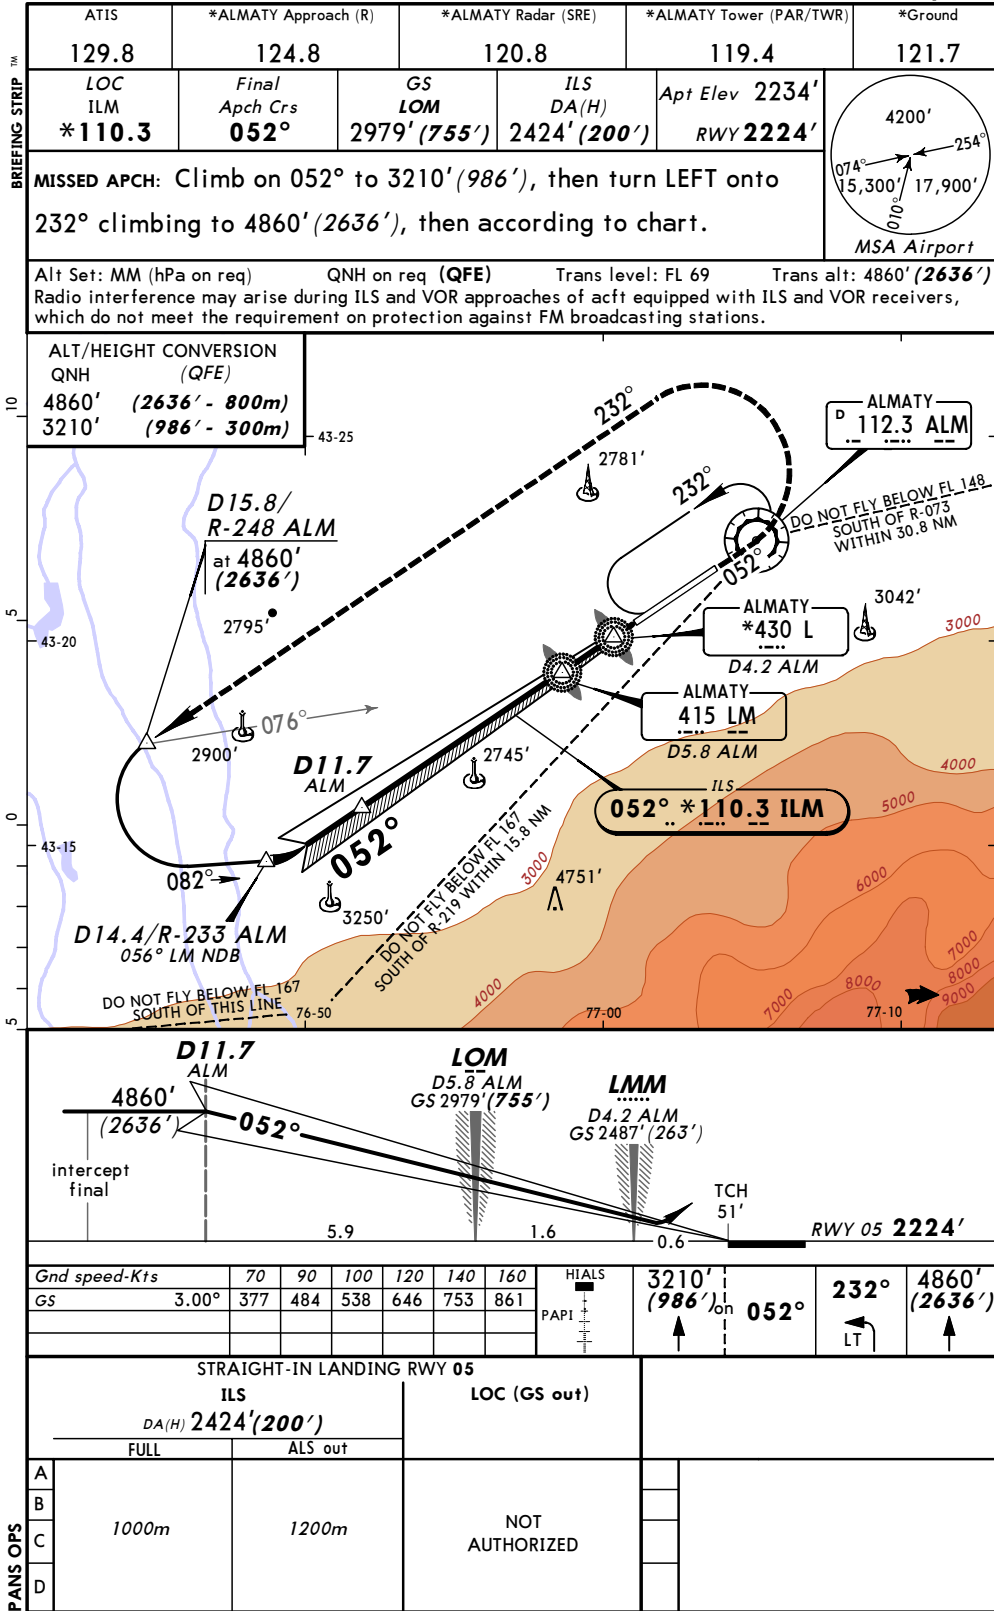 ATIS
129.8
*ALMATY Approach (R)
124.8
*ALMATY Radar (SRE)
120.8
*ALMATY Tower (PAR/TWR)
119.4
*Ground
121.7
BRIEFING STRIP TM
LOC
ILM
*110.3
Final
Apch Crs
052°
GS
LOM
2979' (755')
ILS
DA(H)
2424' (200')
Apt Elev 2234'
RWY 2224'
4200'
074°
254°
15,300'
17,900'
010°
MSA Airport
MISSED APCH: Climb on 052° to 3210' (986'), then turn LEFT onto
232° climbing to 4860' (2636'), then according to chart.
Alt Set: MM (hPa on req) QNH on req (QFE) Trans level: FL 69 Trans alt: 4860' (2636')
Radio interference may arise during ILS and VOR approaches of acft equipped with ILS and VOR receivers,
which do not meet the requirement on protection against FM broadcasting stations.
ALT/HEIGHT CONVERSION
QNH (QFE)
4860' (2636' - 800m)
3210' (986' - 300m)
10
5
0
5
43-25
43-20
43-15
76-50
77-00
77-10
232°
2781'
232°
ALMATY
D 112.3 ALM
DO NOT FLY BELOW FL 148
SOUTH OF R-073
WITHIN 30.8 NM
D15.8/
R-248 ALM
at 4860'
(2636')
2795'
052°
3042'
3000
ALMATY
*430 L
D4.2 ALM
ALMATY
415 LM
D5.8 ALM
076°
2900'
D11.7
ALM
2745'
4000
ILS
052° *110.3 ILM
5000
052°
DO NOT FLY BELOW FL 167
SOUTH OF R-219 WITHIN 15.8 NM
3000
082°
3250'
4751'
6000
D14.4/R-233 ALM
056° LM NDB
7000
8000
9000
8000
7000
4000
DO NOT FLY BELOW FL 167
SOUTH OF THIS LINE
D11.7
ALM
4860'
(2636')
052°
LOM
D5.8 ALM
GS 2979' (755')
LMM
D4.2 ALM
GS 2487' (263')
intercept
final
TCH
51'
5.9
1.6
0.6
RWY 05 2224'
Gnd speed-Kts 70 90 100 120 140 160
GS 3.00° 377 484 538 646 753 861
HIALS
PAPI
3210'
(986')
on
052°
232°
LT
4860'
(2636')
STRAIGHT-IN LANDING RWY 05
ILS
DA(H) 2424' (200')
LOC (GS out)
FULL
ALS out
A
B
C
D
1000m
1200m
NOT
AUTHORIZED
PANS OPS